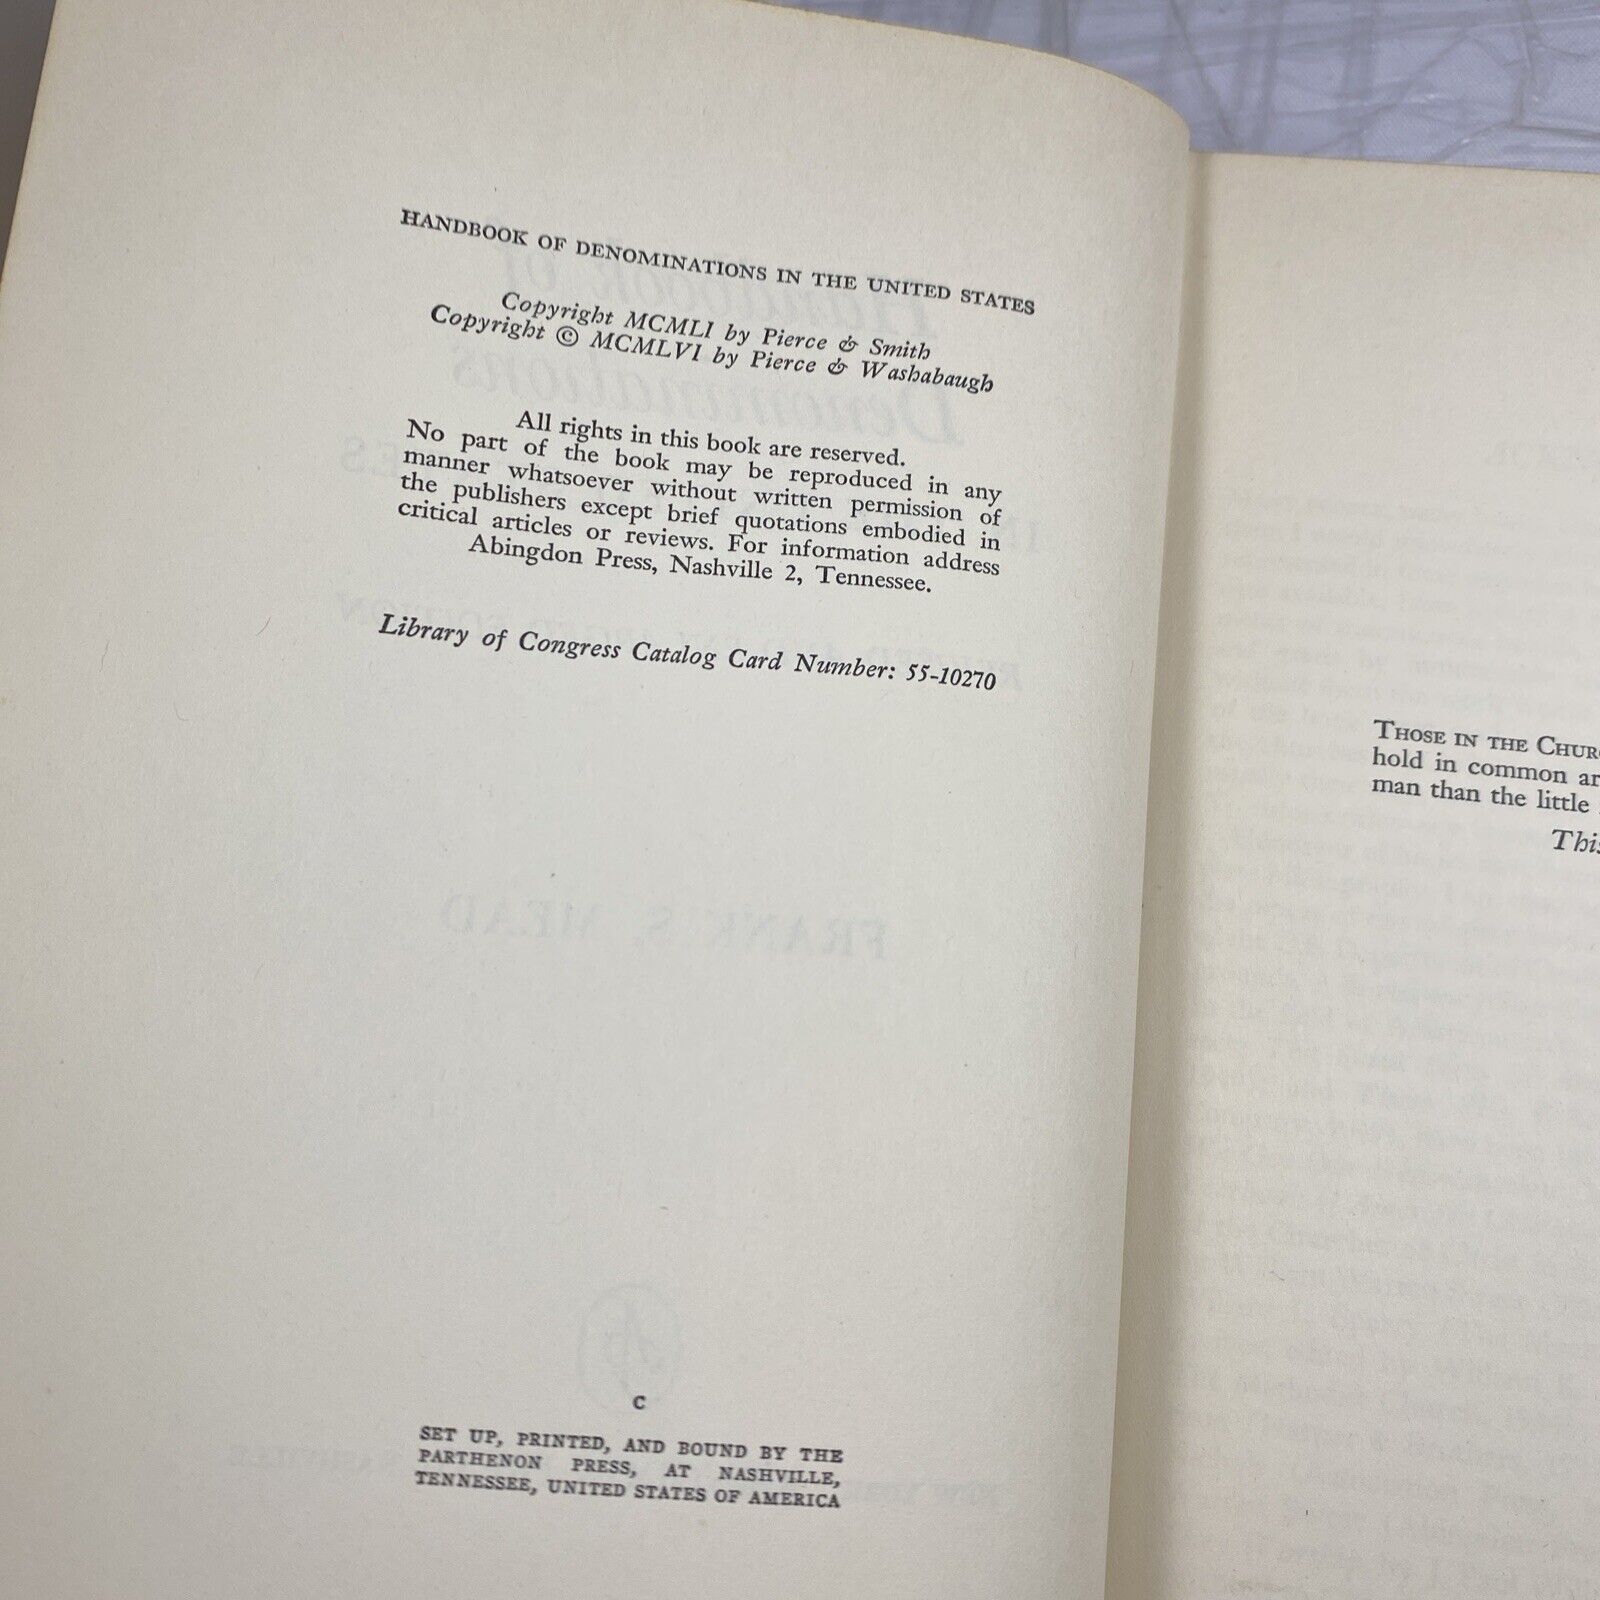 HANDBOOK OF DENOMINATIONS IN THE UNITED STATES
Copyright MCMLI by Pierce & Smith
Copyright © MCMLVI by Pierce & Washabaugh
All rights in this book are reserved.
No part of the book may be reproduced in any
manner whatsoever without written permission of
the publishers except brief quotations embodied in
critical articles or reviews. For information address
Abingdon Press, Nashville 2, Tennessee.
Library of Congress Catalog Card Number: 55-10270
C
SET UP, PRINTED, AND BOUND BY THE
PARTHENON PRESS, AT NASHVILLE,
TENNESSEE, UNITED STATES OF AMERICA
THOSE IN THE
hold in common
man than the little